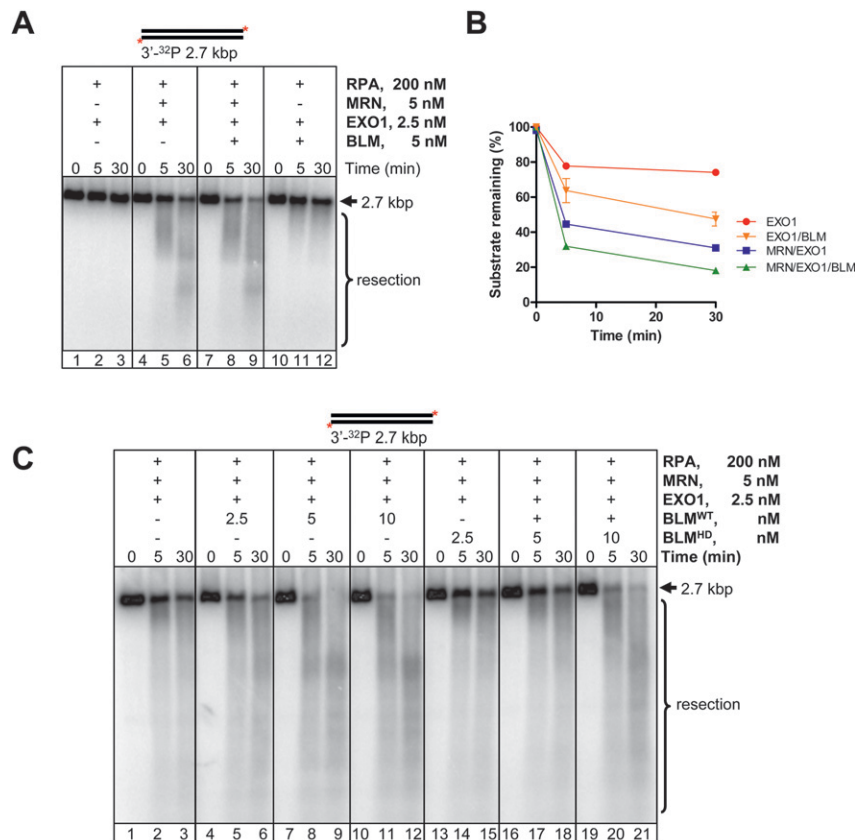 A
3'-³²P 2.7 kbp
+ + + + RPA, 200 nM
- + + - MRN, 5 nM
+ + + + EXO1, 2.5 nM
- - + + BLM, 5 nM
0 5 30 0 5 30 0 5 30 0 5 30 Time (min)
2.7 kbp
resection
1 2 3 4 5 6 7 8 9 10 11 12
B
Substrate remaining (%)
100
80
60
40
20
0
0 10 20 30
Time (min)
EXO1
EXO1/BLM
MRN/EXO1
MRN/EXO1/BLM
C
3'-³²P 2.7 kbp
+ + + + + + + RPA, 200 nM
+ + + + + + + MRN, 5 nM
+ + + + + + + EXO1, 2.5 nM
- 2.5 5 10 - + + BLMᵂᵀ, nM
- - - - 2.5 5 10 BLMᴴᴰ, nM
0 5 30 0 5 30 0 5 30 0 5 30 0 5 30 0 5 30 0 5 30 Time (min)
2.7 kbp
resection
1 2 3 4 5 6 7 8 9 10 11 12 13 14 15 16 17 18 19 20 21